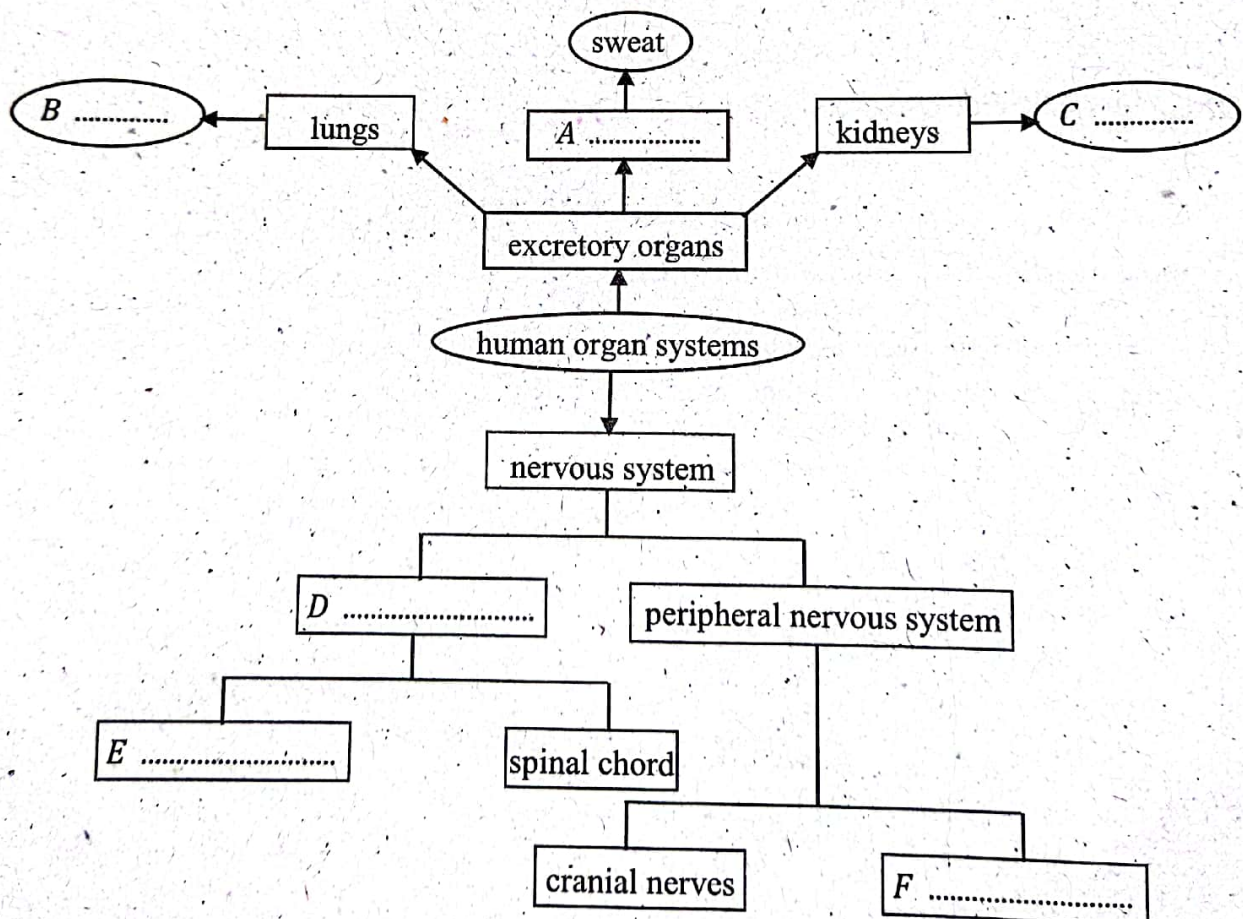 sweat
B ..............
lungs
A ..................
kidneys
C ..............
excretory organs
human organ systems
nervous system
D ............................
peripheral nervous system
E ............................
spinal chord
cranial nerves
F ............................